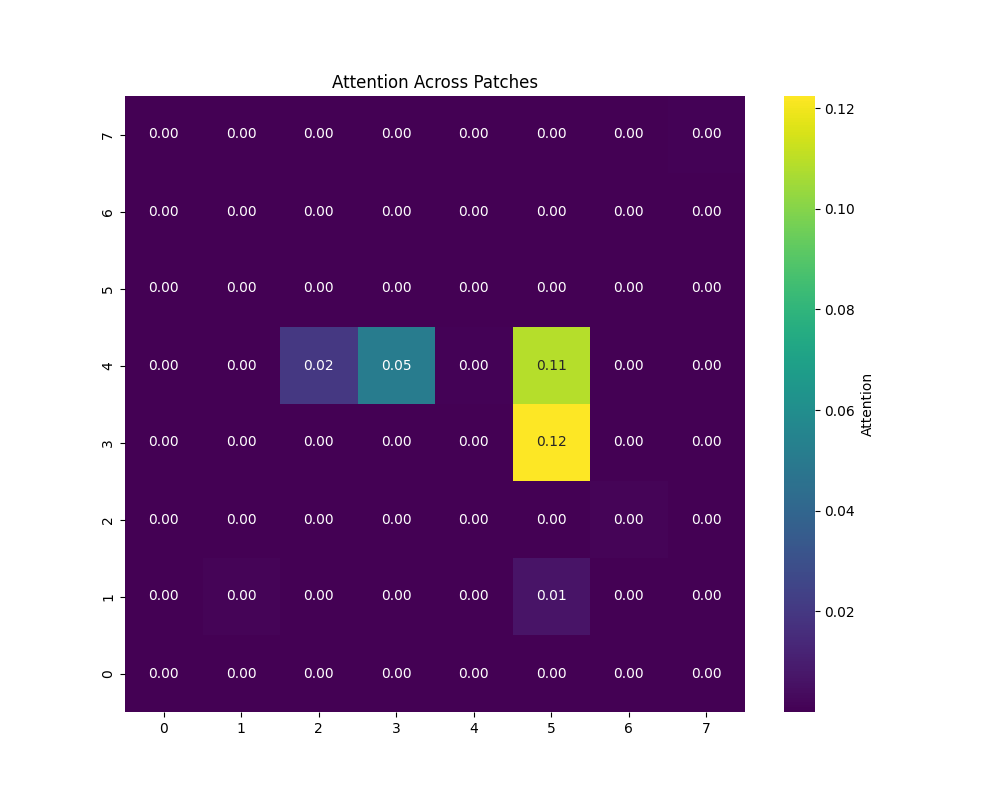 Attention Across Patches
7 0.00 0.00 0.00 0.00 0.00 0.00 0.00 0.00
6 0.00 0.00 0.00 0.00 0.00 0.00 0.00 0.00
5 0.00 0.00 0.00 0.00 0.00 0.00 0.00 0.00
4 0.00 0.00 0.02 0.05 0.00 0.11 0.00 0.00
3 0.00 0.00 0.00 0.00 0.00 0.12 0.00 0.00
2 0.00 0.00 0.00 0.00 0.00 0.00 0.00 0.00
1 0.00 0.00 0.00 0.00 0.00 0.01 0.00 0.00
0 0.00 0.00 0.00 0.00 0.00 0.00 0.00 0.00
0 1 2 3 4 5 6 7
0.12
0.10
0.08
0.06
0.04
0.02
Attention